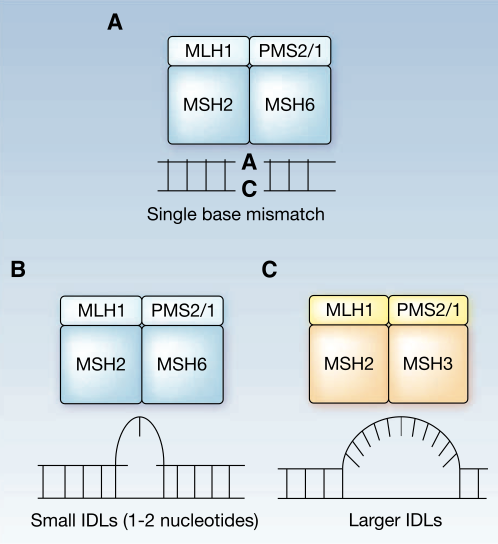 A
MLH1 PMS2/1
MSH2 MSH6
A
C
Single base mismatch
B
MLH1 PMS2/1
MSH2 MSH6
Small IDLs (1-2 nucleotides)
C
MLH1 PMS2/1
MSH2 MSH3
Larger IDLs